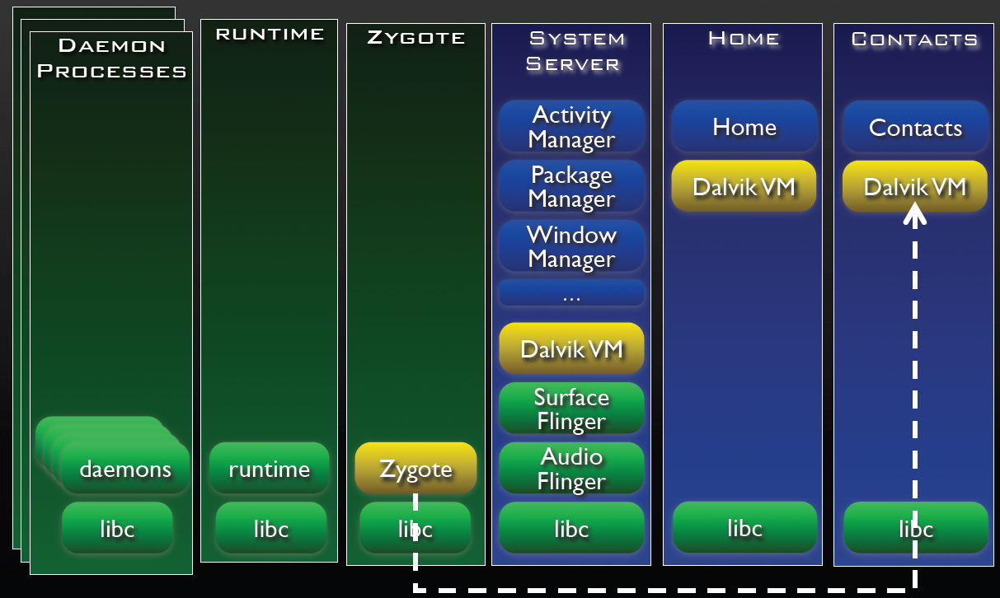 DAEMON
PROCESSES
RUNTIME
ZYGOTE
SYSTEM
SERVER
HOME
CONTACTS
Activity
Manager
Package
Manager
Window
Manager
...
Dalvik VM
Surface
Flinger
Audio
Flinger
libc
Home
Dalvik VM
libc
Contacts
Dalvik VM
libc
daemons
libc
runtime
libc
Zygote
libc